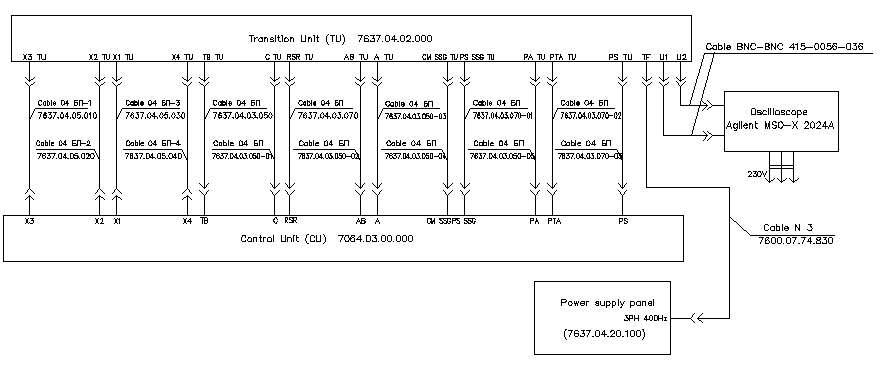 Transition Unit (TU) 7637.04.02.000
X3 TU X2 TU X1 TU X4 TU TB TU C TU RSR TU AB TU A TU CM SSG TU PS SSG TU PA TU PTA TU PS TU TF U1 U2
Cable BNC-BNC 415-0056-036
Cable 04 БП-1 Cable 04 БП-3 Cable 04 БП Cable 04 БП Cable 04 БП Cable 04 БП Cable 04 БП
7637.04.05.010 7637.04.05.030 7637.04.03.050 7637.04.03.070 7637.04.03.050-03 7637.04.03.070-01 7637.04.03.070-02
Oscilloscope
Agilent MSO-X 2024A
Cable 04 БП-2 Cable 04 БП-4 Cable 04 БП Cable 04 БП Cable 04 БП Cable 04 БП Cable 04 БП
7637.04.05.020 7637.04.05.040 7637.04.03.050-01 7637.04.03.050-02 7637.04.03.050-04 7637.04.03.050-05 7637.04.03.070-03
230V
X3 X2 X1 X4 TB C RSR AB A CM SSG PS SSG PA PTA PS
Control Unit (CU) 7064.03.00.000
Cable N 3
7600.07.74.830
Power supply panel
3PH 400Hz
(7637.04.20.100)